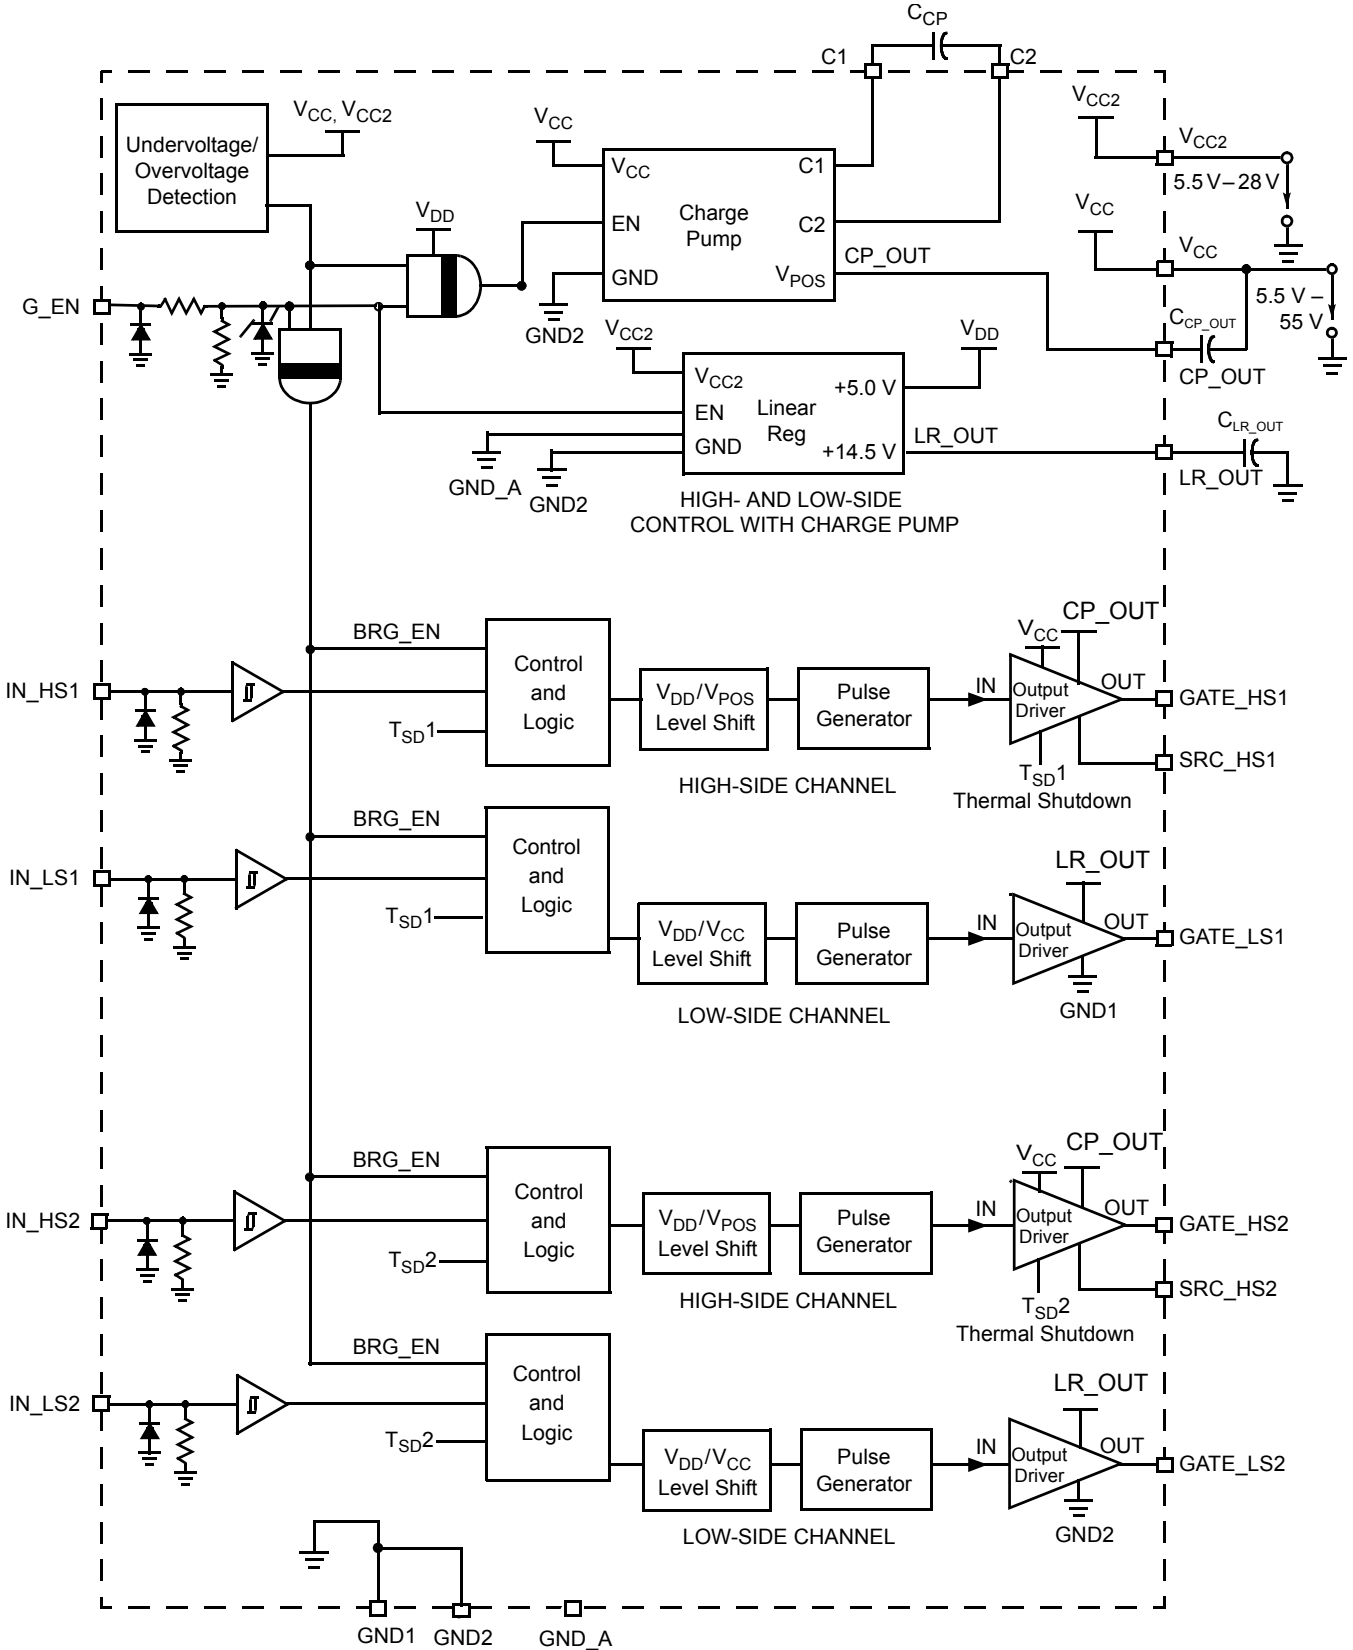 C_CP
C1
C2
V_CC, V_CC2
Undervoltage/
Overvoltage
Detection
V_CC
V_CC
C1
EN
Charge
Pump
C2
GND
V_POS
CP_OUT
GND2
V_DD
V_CC2
V_CC2
5.5 V – 28 V
V_CC
V_CC
5.5 V –
55 V
C_CP_OUT
CP_OUT
G_EN
V_CC2
V_DD
V_CC2
+5.0 V
EN
Linear
Reg
GND
+14.5 V
LR_OUT
C_LR_OUT
LR_OUT
GND_A
GND2
HIGH- AND LOW-SIDE
CONTROL WITH CHARGE PUMP
IN_HS1
BRG_EN
T_SD1
Control
and
Logic
V_DD/V_POS
Level Shift
Pulse
Generator
IN
V_CC
CP_OUT
Output
Driver
OUT
GATE_HS1
SRC_HS1
T_SD1
Thermal Shutdown
HIGH-SIDE CHANNEL
IN_LS1
BRG_EN
T_SD1
Control
and
Logic
V_DD/V_CC
Level Shift
Pulse
Generator
IN
LR_OUT
Output
Driver
OUT
GATE_LS1
GND1
LOW-SIDE CHANNEL
IN_HS2
BRG_EN
T_SD2
Control
and
Logic
V_DD/V_POS
Level Shift
Pulse
Generator
IN
V_CC
CP_OUT
Output
Driver
OUT
GATE_HS2
SRC_HS2
T_SD2
Thermal Shutdown
HIGH-SIDE CHANNEL
IN_LS2
BRG_EN
T_SD2
Control
and
Logic
V_DD/V_CC
Level Shift
Pulse
Generator
IN
LR_OUT
Output
Driver
OUT
GATE_LS2
GND2
LOW-SIDE CHANNEL
GND1
GND2
GND_A